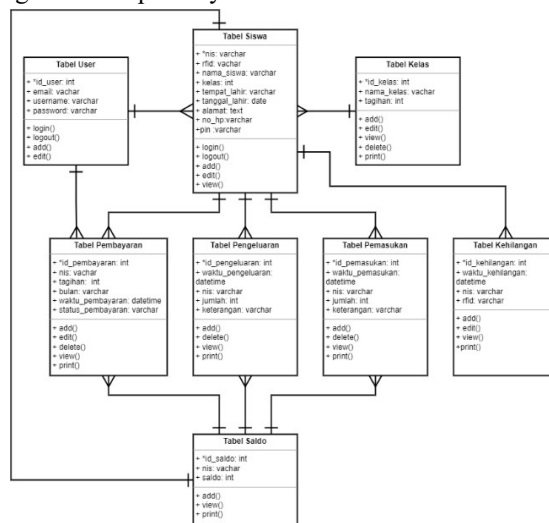 Tabel Siswa
+ *nis: varchar
+ rfid: vachar
+ nama_siswa: varchar
+ kelas: int
+ tempat_lahir: varchar
+ tanggal_lahir: date
+ alamat: text
+ no_hp:varchar
+pin :varchar
+ login()
+ logout()
+ add()
+ edit()
+ view()
Tabel User
+ *id_user: int
+ email: vachar
+ username: varchar
+ password: varchar
+ login()
+ logout()
+ add()
+ edit()
Tabel Kelas
+ *id_kelas: int
+ nama_kelas: varchar
+ tagihan: int
+ add()
+ edit()
+ view()
+ delete()
+ print()
Tabel Pembayaran
+ *id_pembayaran: int
+ nis: vachar
+ tagihan: int
+ bulan: varchar
+ waktu_pembayaran: datetime
+ status_pembayaran: varchar
+ add()
+ edit()
+ delete()
+ view()
+ print()
Tabel Pengeluaran
+ *id_pengeluaran: int
+ waktu_pengeluaran:
datetime
+ nis: varchar
+ jumlah: int
+ keterangan: varchar
+ add()
+ delete()
+ view()
+ print()
Tabel Pemasukan
+ *id_pemasukan: int
+ waktu_pemasukan:
datetime
+ nis: varchar
+ jumlah: int
+ keterangan: varchar
+ add()
+ delete()
+ view()
+ print()
Tabel Kehilangan
+ *id_kehilangan: int
+ waktu_kehilangan:
datetime
+ nis: varchar
+ rfid: varchar
+ add()
+ edit()
+ view()
+print()
Tabel Saldo
+ *id_saldo: int
+ nis: vachar
+ saldo: int
+ add()
+ view()
+ print()